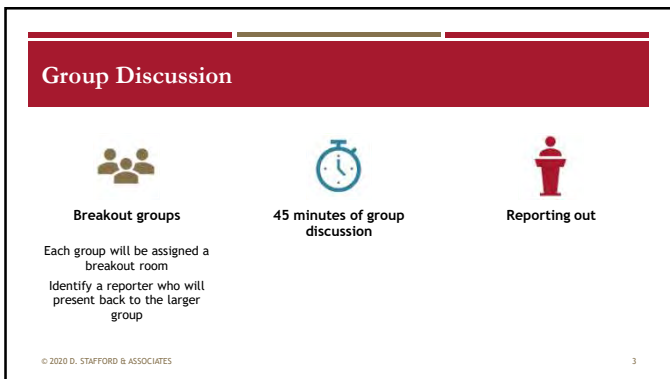 Group Discussion
Breakout groups
Each group will be assigned a
breakout room
Identify a reporter who will
present back to the larger
group
45 minutes of group
discussion
Reporting out
© 2020 D. STAFFORD & ASSOCIATES
3